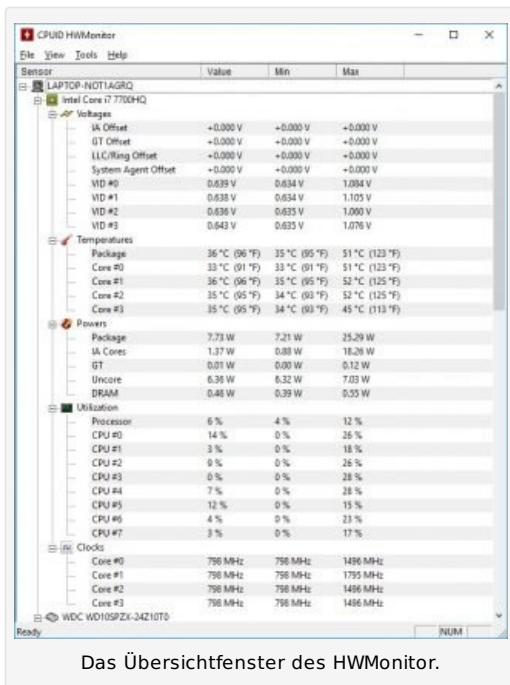 CPUID HWMonitor
File View Tools Help
Sensor Value Min Max
LAPTOP-NOT1AGRQ
Intel Core i7 7700HQ
Voltages
IA Offset +0.000 V +0.000 V +0.000 V
GT Offset +0.000 V +0.000 V +0.000 V
LLC/Ring Offset +0.000 V +0.000 V +0.000 V
System Agent Offset +0.000 V +0.000 V +0.000 V
VID #0 0.639 V 0.634 V 1.084 V
VID #1 0.638 V 0.634 V 1.105 V
VID #2 0.636 V 0.635 V 1.060 V
VID #3 0.643 V 0.635 V 1.076 V
Temperatures
Package 36 °C (96 °F) 35 °C (95 °F) 51 °C (123 °F)
Core #0 33 °C (91 °F) 33 °C (91 °F) 51 °C (123 °F)
Core #1 36 °C (96 °F) 35 °C (95 °F) 52 °C (125 °F)
Core #2 35 °C (95 °F) 34 °C (93 °F) 52 °C (125 °F)
Core #3 35 °C (95 °F) 34 °C (93 °F) 45 °C (113 °F)
Powers
Package 7.73 W 7.21 W 25.29 W
IA Cores 1.37 W 0.88 W 18.26 W
GT 0.01 W 0.00 W 0.12 W
Uncore 6.36 W 6.32 W 7.03 W
DRAM 0.46 W 0.39 W 0.55 W
Utilization
Processor 6 % 4 % 12 %
CPU #0 14 % 0 % 26 %
CPU #1 3 % 0 % 18 %
CPU #2 9 % 0 % 26 %
CPU #3 0 % 0 % 28 %
CPU #4 7 % 0 % 28 %
CPU #5 12 % 0 % 15 %
CPU #6 4 % 0 % 23 %
CPU #7 3 % 0 % 17 %
Clocks
Core #0 798 MHz 798 MHz 1496 MHz
Core #1 798 MHz 798 MHz 1795 MHz
Core #2 798 MHz 798 MHz 1496 MHz
Core #3 798 MHz 798 MHz 1496 MHz
WDC WD10SPZX-24Z10T0
Ready NUM
Das Übersichtfenster des HWMonitor.